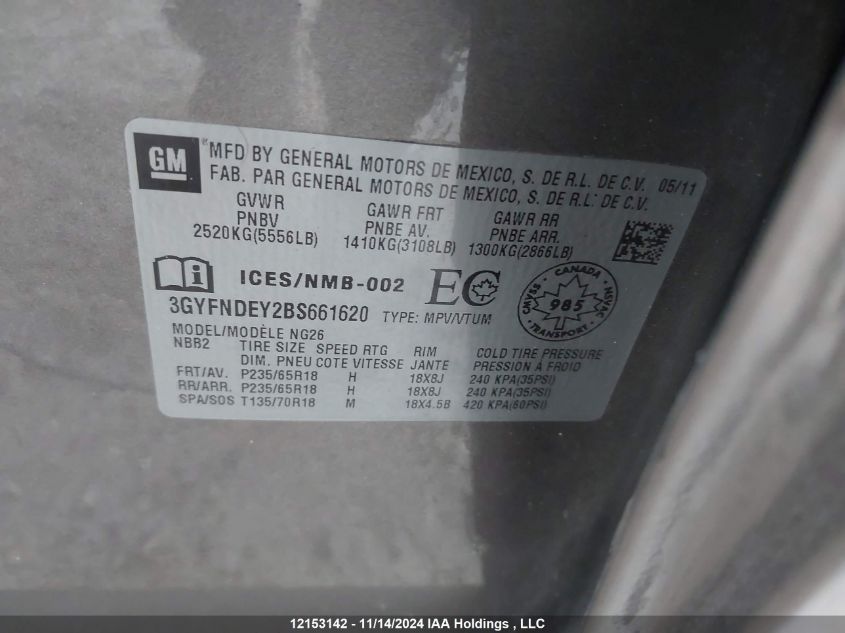 GM
MFD BY GENERAL MOTORS DE MEXICO, S. DE R.L. DE C.V. 05/11
FAB. PAR GENERAL MOTORS DE MEXICO, S. DE R.L. DE C.V.
GVWR GAWR FRT GAWR RR
PNBV PNBE AV. PNBE ARR.
2520KG(5556LB) 1410KG(3108LB) 1300KG(2866LB)
ICES/NMB-002 EC
CANADA
CMVSS 985 NSVAC
TRANSPORT
3GYFNDEY2BS661620 TYPE: MPV/VTUM
MODEL/MODÈLE NG26
NBB2 TIRE SIZE SPEED RTG RIM COLD TIRE PRESSURE
DIM. PNEU COTE VITESSE JANTE PRESSION À FROID
FRT/AV. P235/65R18 H 18X8J 240 KPA(35PSI)
RR/ARR. P235/65R18 H 18X8J 240 KPA(35PSI)
SPA/SOS T135/70R18 M 18X4.5B 420 KPA(60PSI)
12153142 - 11/14/2024 IAA Holdings , LLC